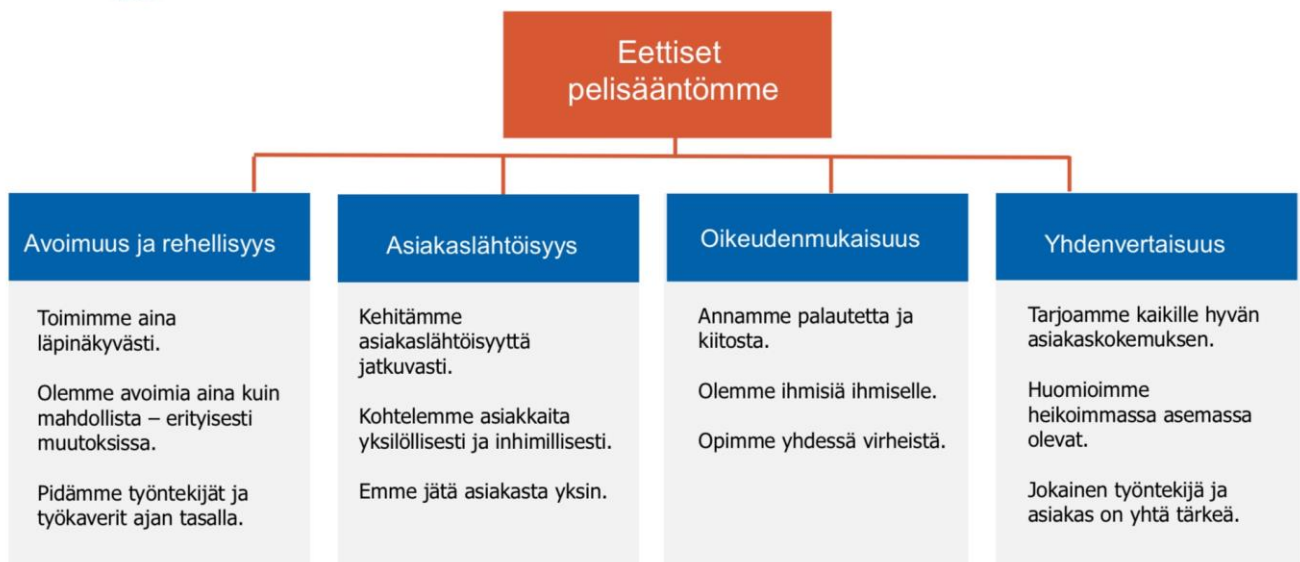 Eettiset
pelisääntömme
Avoimuus ja rehellisyys
Toimimme aina
läpinäkyvästi.
Olemme avoimia aina kuin
mahdollista – erityisesti
muutoksissa.
Pidämme työntekijät ja
työkaverit ajan tasalla.
Asiakaslähtöisyys
Kehitämme
asiakaslähtöisyyttä
jatkuvasti.
Kohtelemme asiakkaita
yksilöllisesti ja inhimillisesti.
Emme jätä asiakasta yksin.
Oikeudenmukaisuus
Annamme palautetta ja
kiitosta.
Olemme ihmisiä ihmiselle.
Opimme yhdessä virheistä.
Yhdenvertaisuus
Tarjoamme kaikille hyvän
asiakaskokemuksen.
Huomioimme
heikoimmassa asemassa
olevat.
Jokainen työntekijä ja
asiakas on yhtä tärkeä.